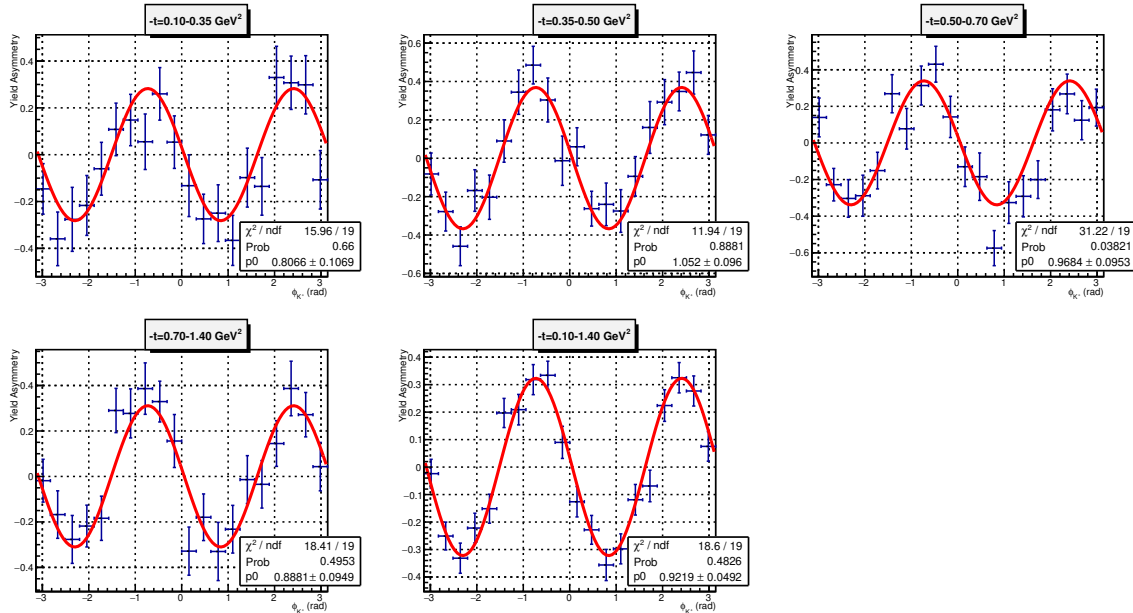 -t=0.10-0.35 GeV²
Yield Asymmetry
0.4
0.2
0
−0.2
−0.4
−3 −2 −1 0 1 2 3
ϕK⁺ (rad)
χ² / ndf 15.96 / 19
Prob 0.66
p0 0.8066 ± 0.1069
-t=0.35-0.50 GeV²
Yield Asymmetry
0.6
0.4
0.2
0
−0.2
−0.4
−0.6
−3 −2 −1 0 1 2 3
ϕK⁺ (rad)
χ² / ndf 11.94 / 19
Prob 0.8881
p0 1.052 ± 0.096
-t=0.50-0.70 GeV²
Yield Asymmetry
0.4
0.2
0
−0.2
−0.4
−0.6
−3 −2 −1 0 1 2 3
ϕK⁺ (rad)
χ² / ndf 31.22 / 19
Prob 0.03821
p0 0.9684 ± 0.0953
-t=0.70-1.40 GeV²
Yield Asymmetry
0.4
0.2
0
−0.2
−0.4
−3 −2 −1 0 1 2 3
ϕK⁺ (rad)
χ² / ndf 18.41 / 19
Prob 0.4953
p0 0.8881 ± 0.0949
-t=0.10-1.40 GeV²
Yield Asymmetry
0.4
0.3
0.2
0.1
0
−0.1
−0.2
−0.3
−0.4
−3 −2 −1 0 1 2 3
ϕK⁺ (rad)
χ² / ndf 18.6 / 19
Prob 0.4826
p0 0.9219 ± 0.0492